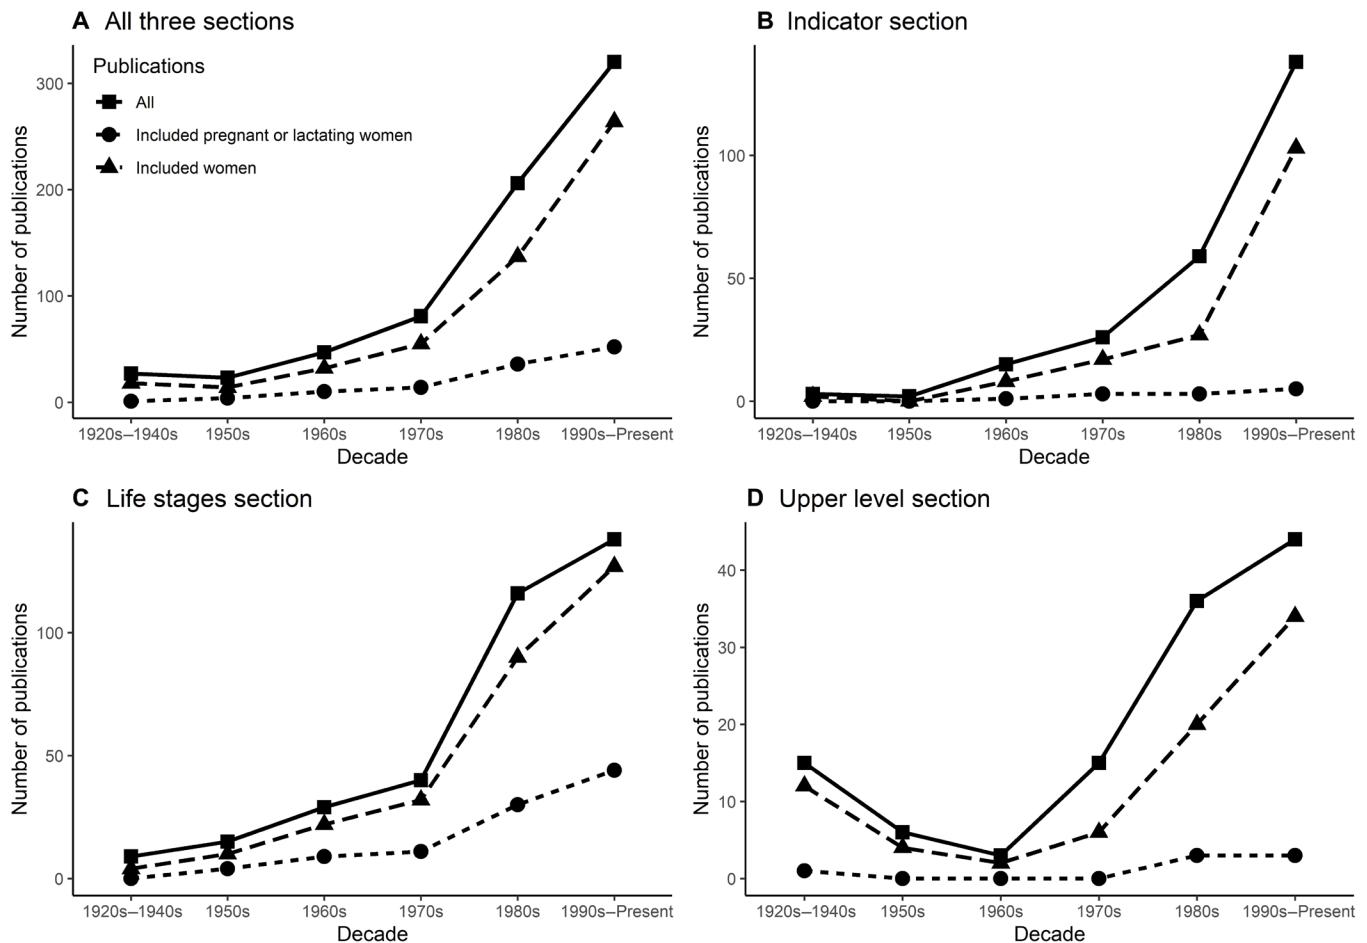 A All three sections
Publications
All
Included pregnant or lactating women
Included women
Number of publications
300
200
100
0
1920s–1940s 1950s 1960s 1970s 1980s 1990s–Present
Decade
B Indicator section
Number of publications
100
50
0
1920s–1940s 1950s 1960s 1970s 1980s 1990s–Present
Decade
C Life stages section
Number of publications
100
50
0
1920s–1940s 1950s 1960s 1970s 1980s 1990s–Present
Decade
D Upper level section
Number of publications
40
30
20
10
0
1920s–1940s 1950s 1960s 1970s 1980s 1990s–Present
Decade